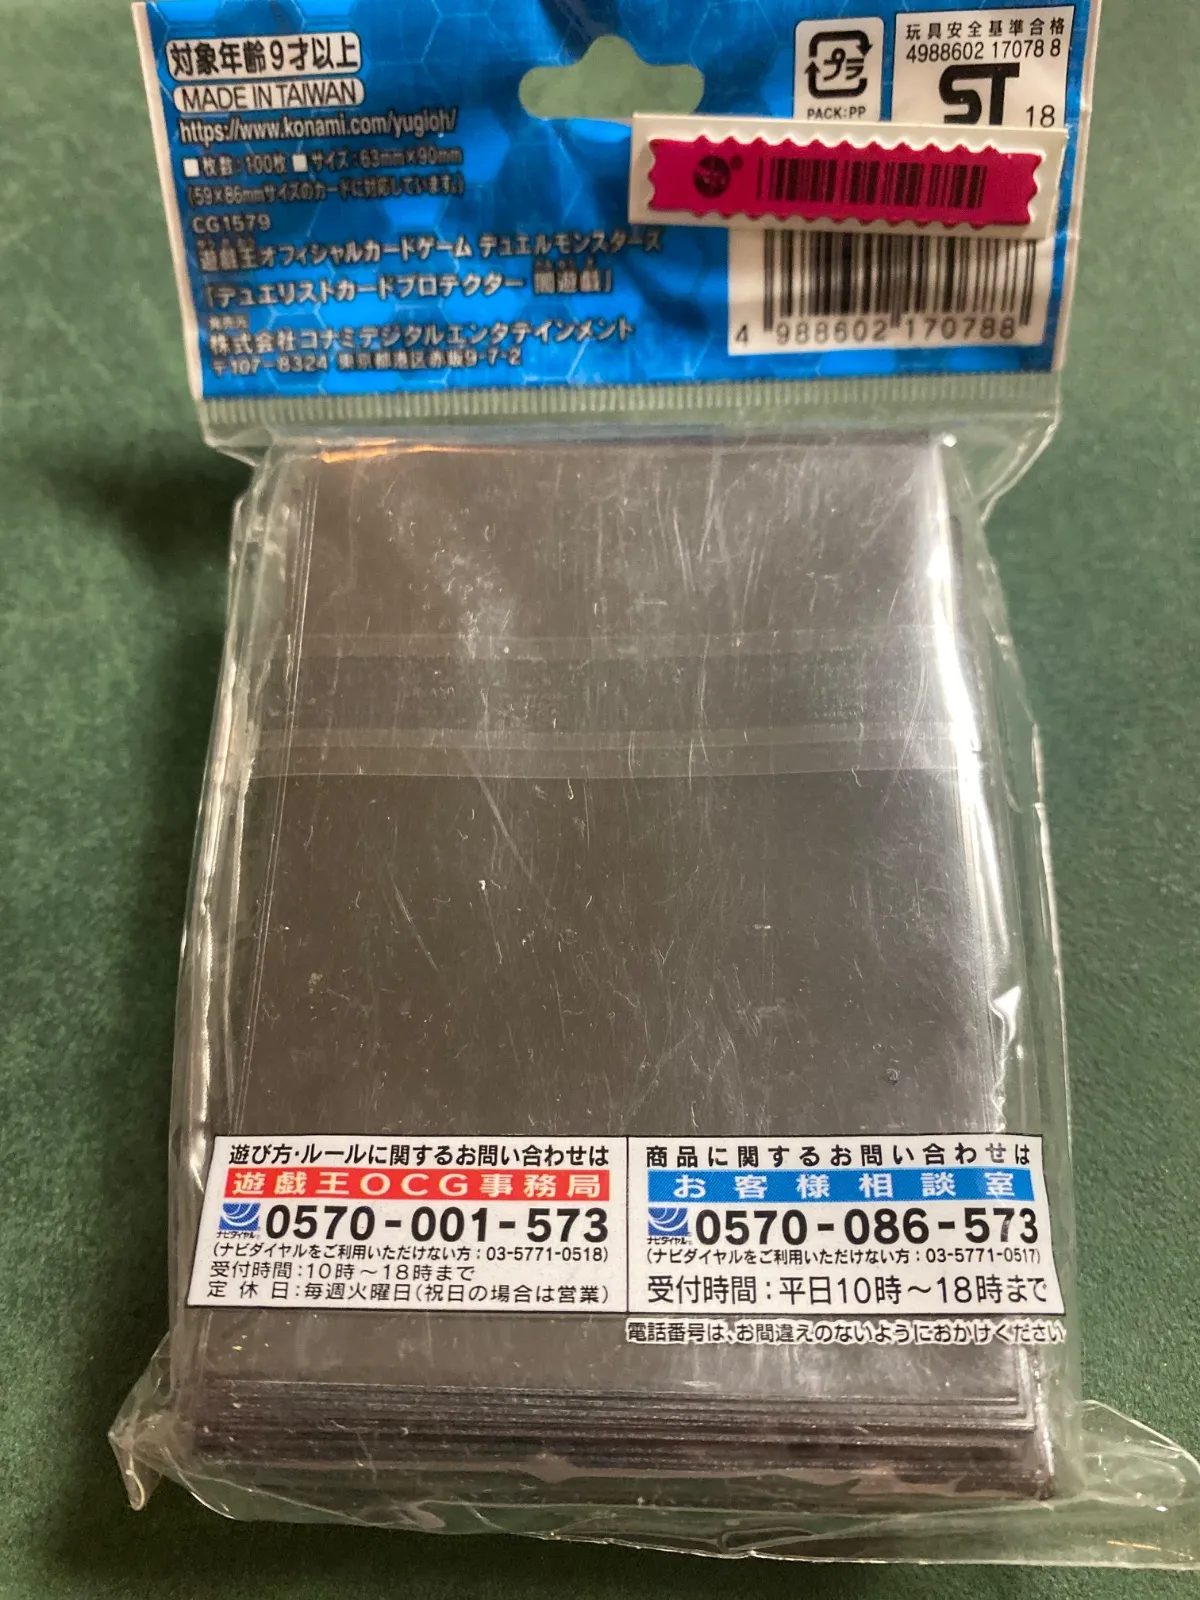 対象年齢9才以上
MADE IN TAIWAN
https://www.konami.com/yugioh/
■枚数:100枚 ■サイズ:63mm×90mm
(59×86mmサイズのカードに対応しています。)
CG1579
遊戯王オフィシャルカードゲーム デュエルモンスターズ
「デュエリストカードプロテクター 闇遊戯」
発売元
株式会社コナミデジタルエンタテインメント
〒107-8324 東京都港区赤坂9-7-2
プラ
PACK:PP
玩具安全基準合格
4988602 17078 8
ST
18
4 988602 170788
遊び方・ルールに関するお問い合わせは
遊戯王OCG事務局
ナビダイヤル 0570-001-573
(ナビダイヤルをご利用いただけない方:03-5771-0518)
受付時間:10時～18時まで
定休日:毎週火曜日(祝日の場合は営業)
商品に関するお問い合わせは
お客様相談室
ナビダイヤル 0570-086-573
(ナビダイヤルをご利用いただけない方:03-5771-0517)
受付時間:平日10時～18時まで
電話番号は、お間違えのないようにおかけください